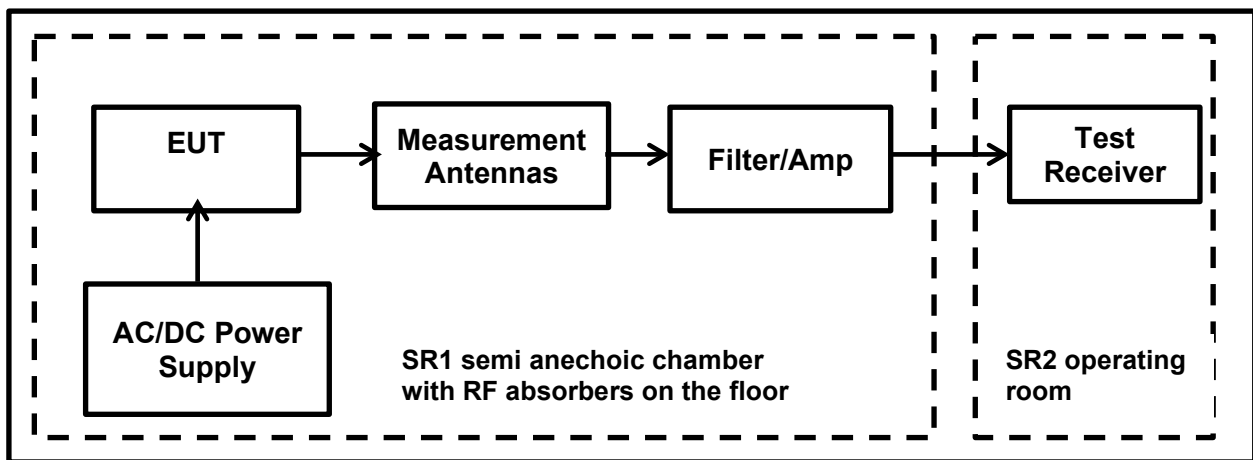 EUT
Measurement
Antennas
Filter/Amp
Test
Receiver
AC/DC Power
Supply
SR1 semi anechoic chamber
with RF absorbers on the floor
SR2 operating
room